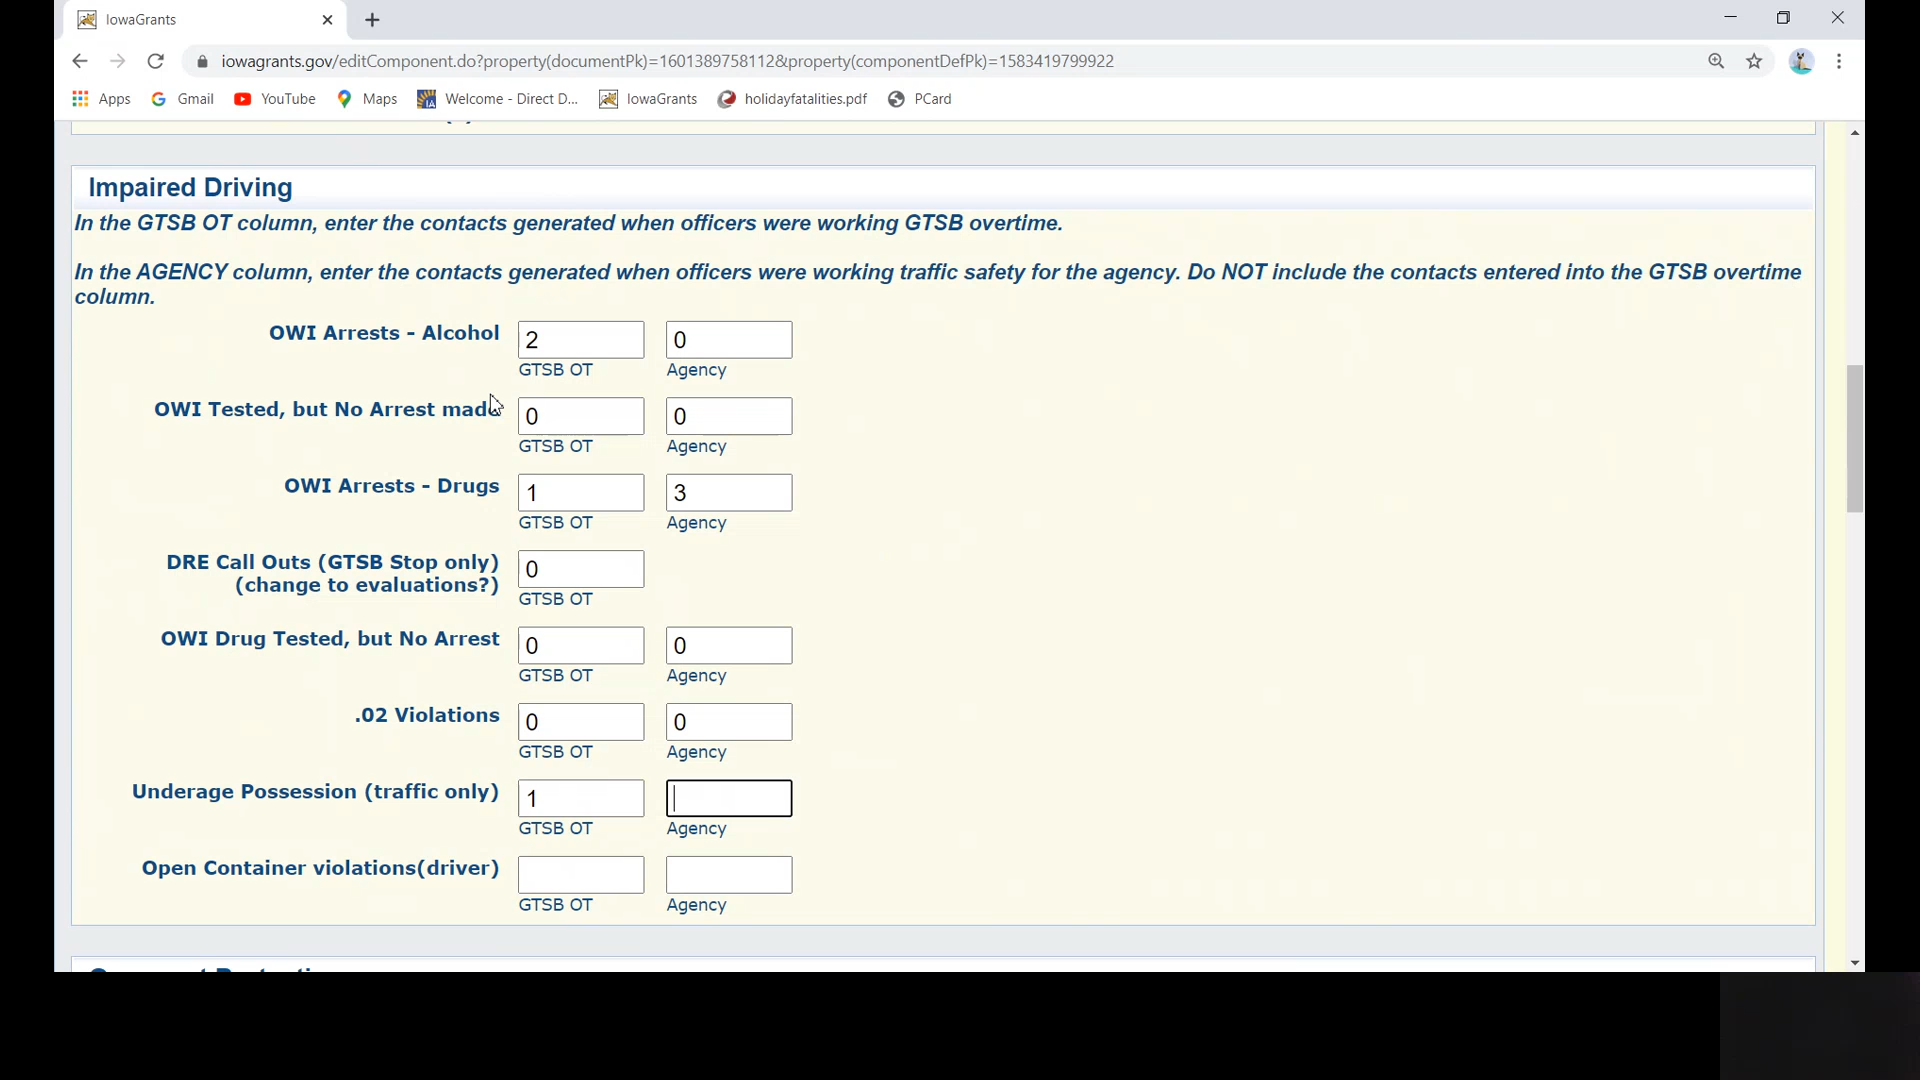 IowaGrants
iowagrants.gov/editComponent.do?property(documentPk)=1601389758112&property(componentDefPk)=1583419799922
Apps Gmail YouTube Maps Welcome - Direct D... IowaGrants holidayfatalities.pdf PCard
Impaired Driving
In the GTSB OT column, enter the contacts generated when officers were working GTSB overtime.
In the AGENCY column, enter the contacts generated when officers were working traffic safety for the agency. Do NOT include the contacts entered into the GTSB overtime
column.
OWI Arrests - Alcohol 2 0
GTSB OT Agency
OWI Tested, but No Arrest made 0 0
GTSB OT Agency
OWI Arrests - Drugs 1 3
GTSB OT Agency
DRE Call Outs (GTSB Stop only) 0
(change to evaluations?)
GTSB OT
OWI Drug Tested, but No Arrest 0 0
GTSB OT Agency
.02 Violations 0 0
GTSB OT Agency
Underage Possession (traffic only) 1
GTSB OT Agency
Open Container violations(driver)
GTSB OT Agency